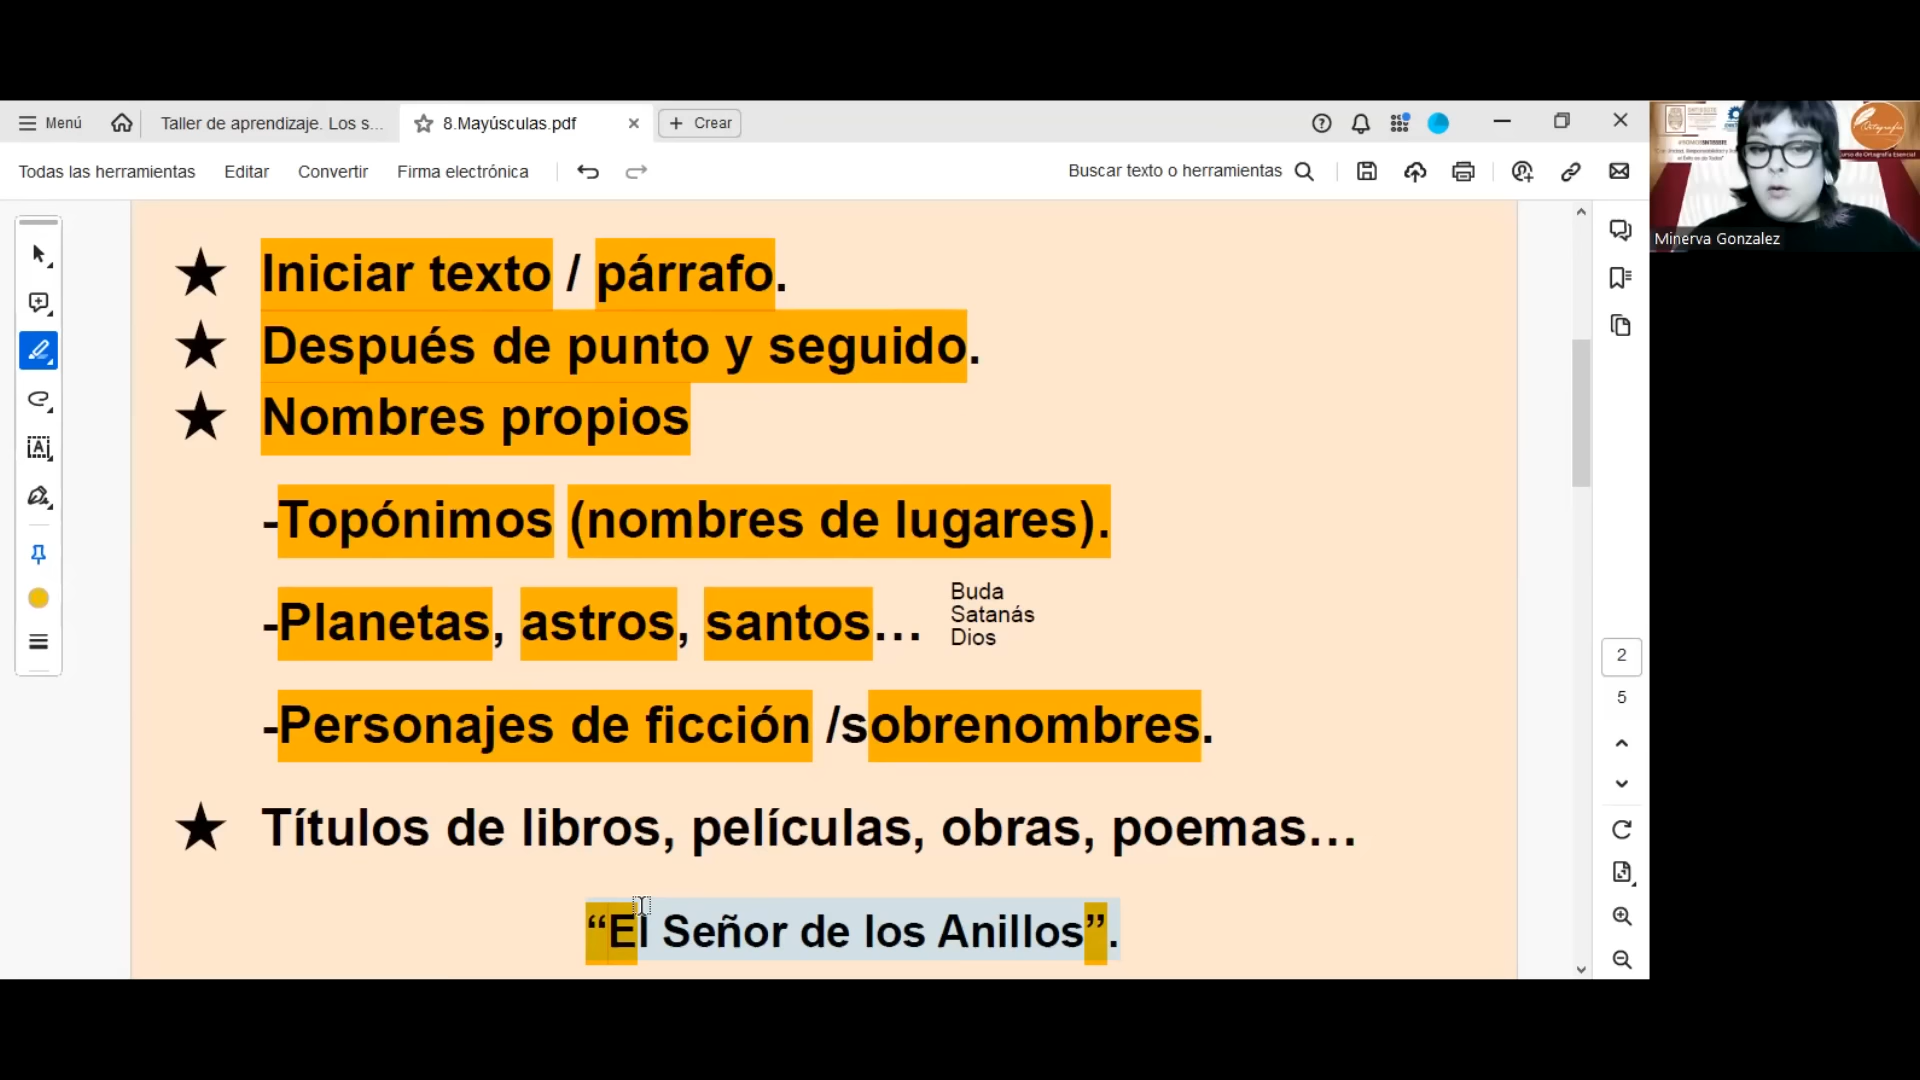 Menú
Taller de aprendizaje. Los s...
8.Mayúsculas.pdf
Crear
Todas las herramientas
Editar
Convertir
Firma electrónica
Buscar texto o herramientas
★ Iniciar texto / párrafo.
★ Después de punto y seguido.
★ Nombres propios
-Topónimos (nombres de lugares).
-Planetas, astros, santos…
Buda
Satanás
Dios
-Personajes de ficción /sobrenombres.
★ Títulos de libros, películas, obras, poemas…
“El Señor de los Anillos”.
2
5
Minerva Gonzalez